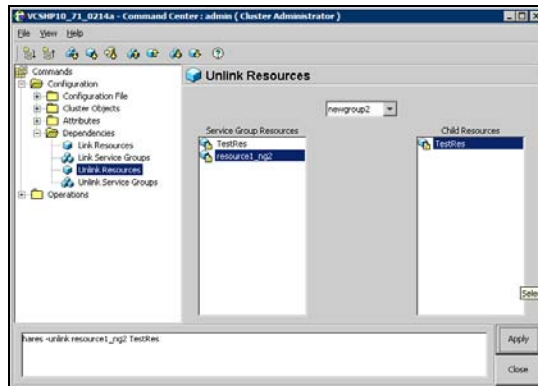 VCSHP10_71_0214a - Command Center : admin ( Cluster Administrator )
File View Help
Commands
Configuration
Configuration File
Cluster Objects
Attributes
Dependencies
Link Resources
Link Service Groups
Unlink Resources
Unlink Service Groups
Operations
Unlink Resources
newgroup2
Service Group Resources
TestRes
resource1_ng2
Child Resources
TestRes
Sele
hares -unlink resource1_ng2 TestRes
Apply
Close